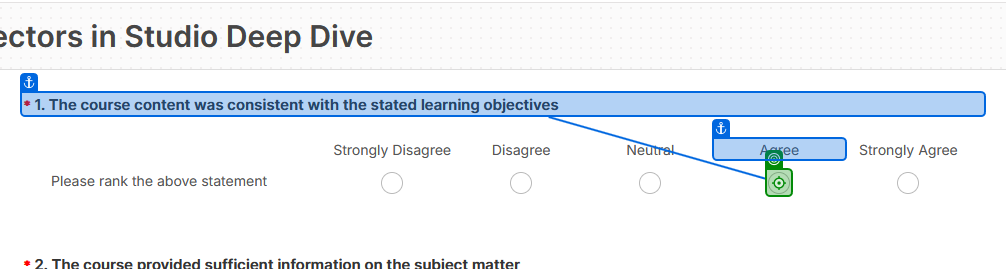 ectors in Studio Deep Dive
* 1. The course content was consistent with the stated learning objectives
Strongly Disagree Disagree Neutral Agree Strongly Agree
Please rank the above statement
* 2. The course provided sufficient information on the subject matter